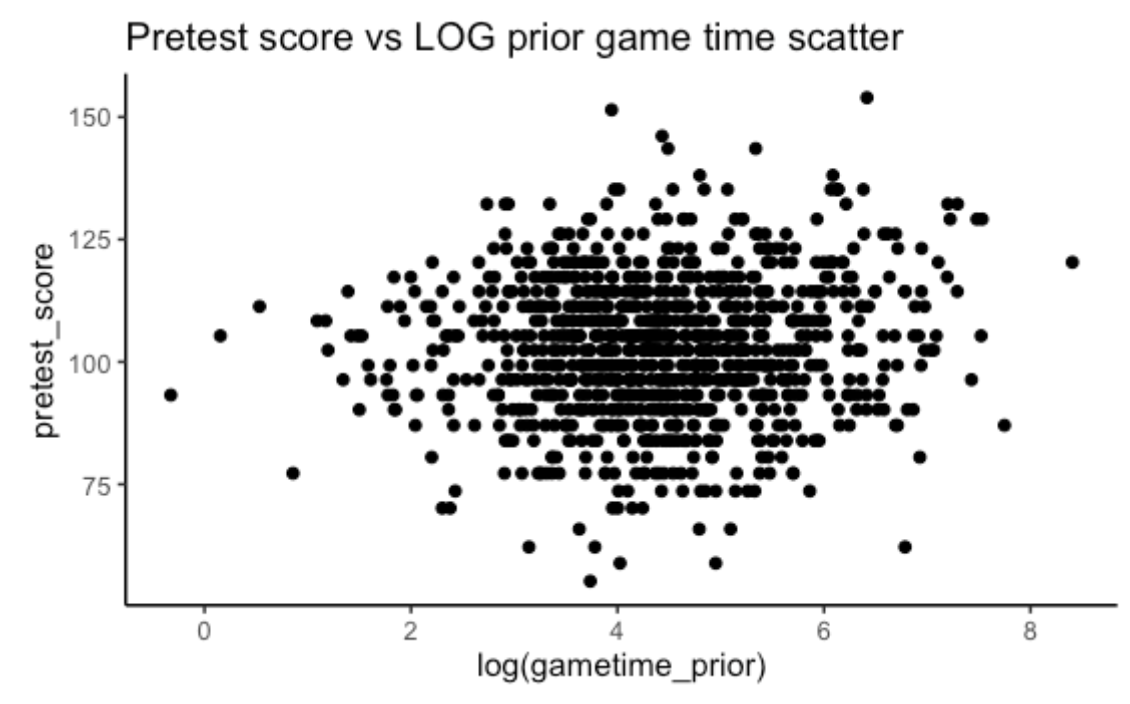 Pretest score vs LOG prior game time scatter
150
125
100
75
pretest_score
0 2 4 6 8
log(gametime_prior)